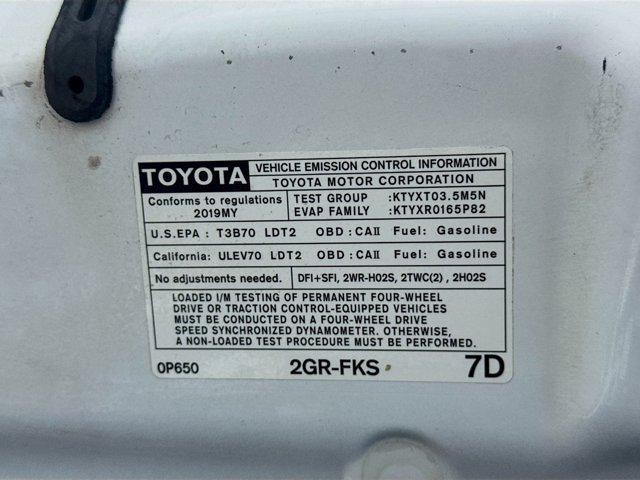 TOYOTA
VEHICLE EMISSION CONTROL INFORMATION
TOYOTA MOTOR CORPORATION
Conforms to regulations
2019MY
TEST GROUP :KTYXT03.5M5N
EVAP FAMILY :KTYXR0165P82
U.S.EPA : T3B70 LDT2 OBD :CAII Fuel: Gasoline
California: ULEV70 LDT2 OBD :CAII Fuel: Gasoline
No adjustments needed. DFI+SFI, 2WR-HO2S, 2TWC(2) , 2HO2S
LOADED I/M TESTING OF PERMANENT FOUR-WHEEL
DRIVE OR TRACTION CONTROL-EQUIPPED VEHICLES
MUST BE CONDUCTED ON A FOUR-WHEEL DRIVE
SPEED SYNCHRONIZED DYNAMOMETER. OTHERWISE,
A NON-LOADED TEST PROCEDURE MUST BE PERFORMED.
0P650 2GR-FKS 7D